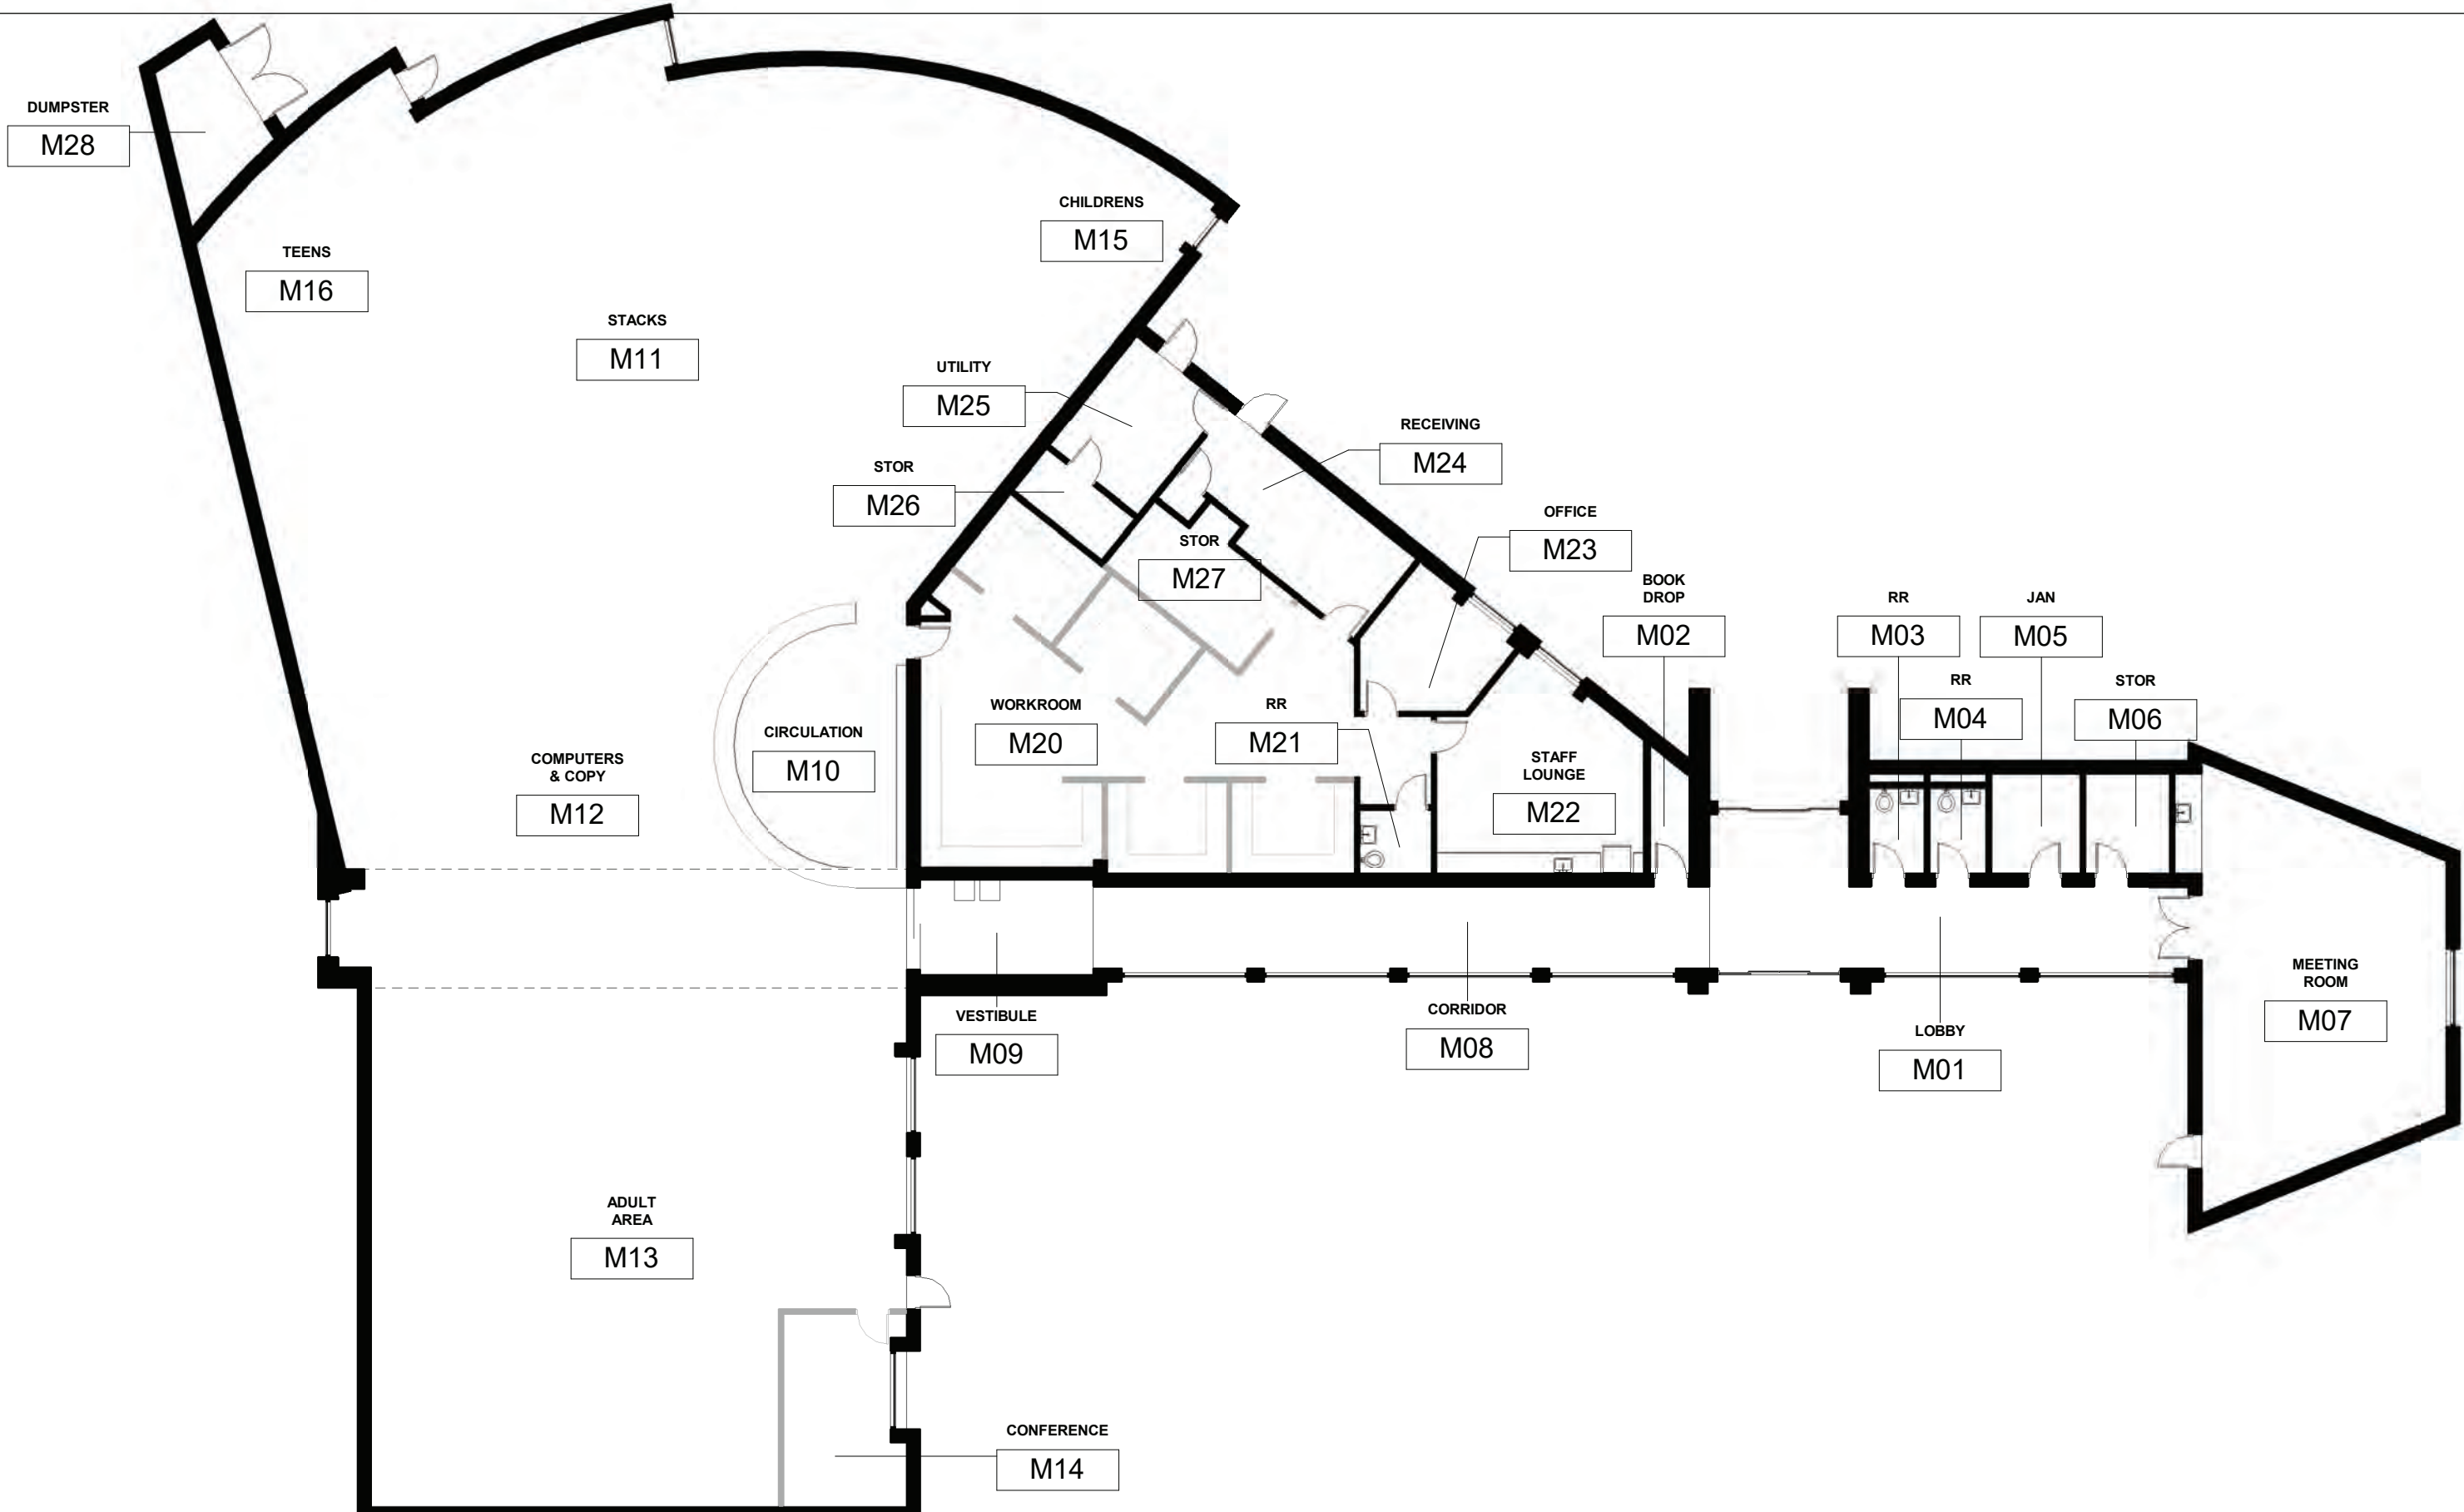 DUMPSTER
M28
TEENS
M16
STACKS
M11
CHILDRENS
M15
UTILITY
M25
STOR
M26
RECEIVING
M24
STOR
M27
OFFICE
M23
BOOK
DROP
M02
RR
M03
JAN
M05
RR
M04
STOR
M06
WORKROOM
M20
RR
M21
CIRCULATION
M10
COMPUTERS
& COPY
M12
STAFF
LOUNGE
M22
VESTIBULE
M09
CORRIDOR
M08
LOBBY
M01
MEETING
ROOM
M07
ADULT
AREA
M13
CONFERENCE
M14